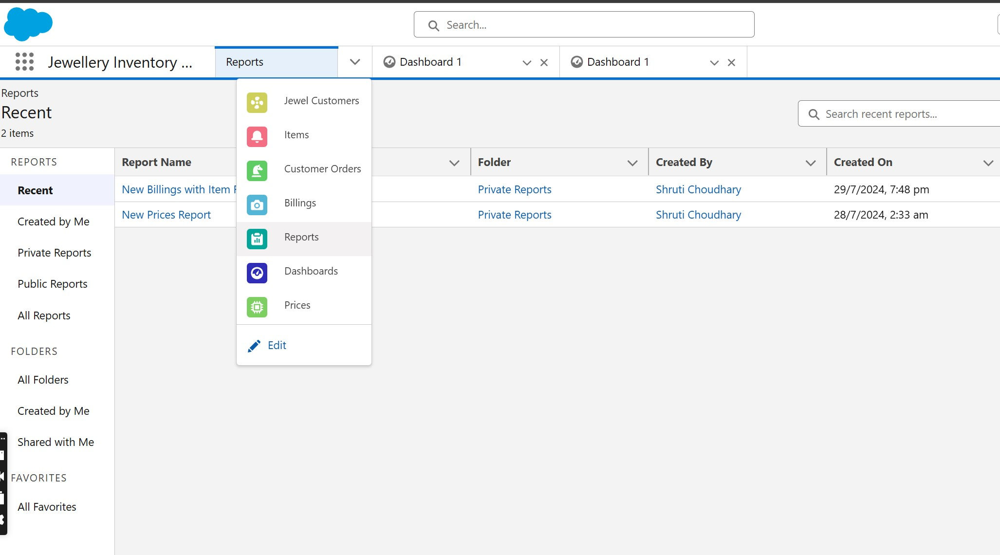 Search...
Jewellery Inventory ...
Reports
Dashboard 1
Dashboard 1
Reports
Recent
2 items
Search recent reports...
Jewel Customers
Items
Customer Orders
Billings
Reports
Dashboards
Prices
Edit
REPORTS
Recent
Created by Me
Private Reports
Public Reports
All Reports
FOLDERS
All Folders
Created by Me
Shared with Me
FAVORITES
All Favorites
Report Name
Folder
Created By
Created On
New Billings with Item
Private Reports
Shruti Choudhary
29/7/2024, 7:48 pm
New Prices Report
Private Reports
Shruti Choudhary
28/7/2024, 2:33 am